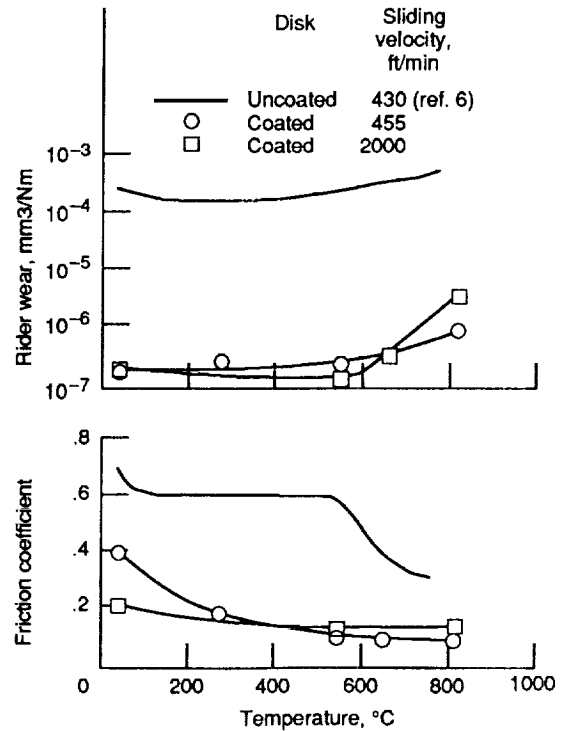 Disk Sliding velocity, ft/min
Uncoated 430 (ref. 6)
Coated 455
Coated 2000
Rider wear, mm3/Nm
10−3
10−4
10−5
10−6
10−7
Friction coefficient
.8
.6
.4
.2
0 200 400 600 800 1000
Temperature, °C